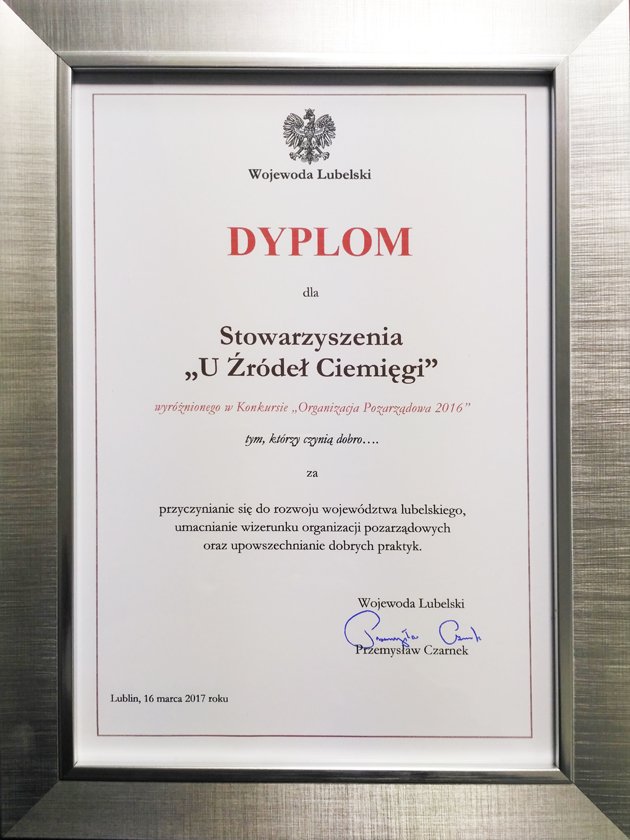 Wojewoda Lubelski
DYPLOM
dla
Stowarzyszenia
„U Źródeł Ciemięgi”
wyróżnionego w Konkursie „Organizacja Pozarządowa 2016”
tym, którzy czynią dobro….
za
przyczynianie się do rozwoju województwa lubelskiego,
umacnianie wizerunku organizacji pozarządowych
oraz upowszechnianie dobrych praktyk.
Wojewoda Lubelski
Przemysław Czarnek
Przemysław Czarnek
Lublin, 16 marca 2017 roku